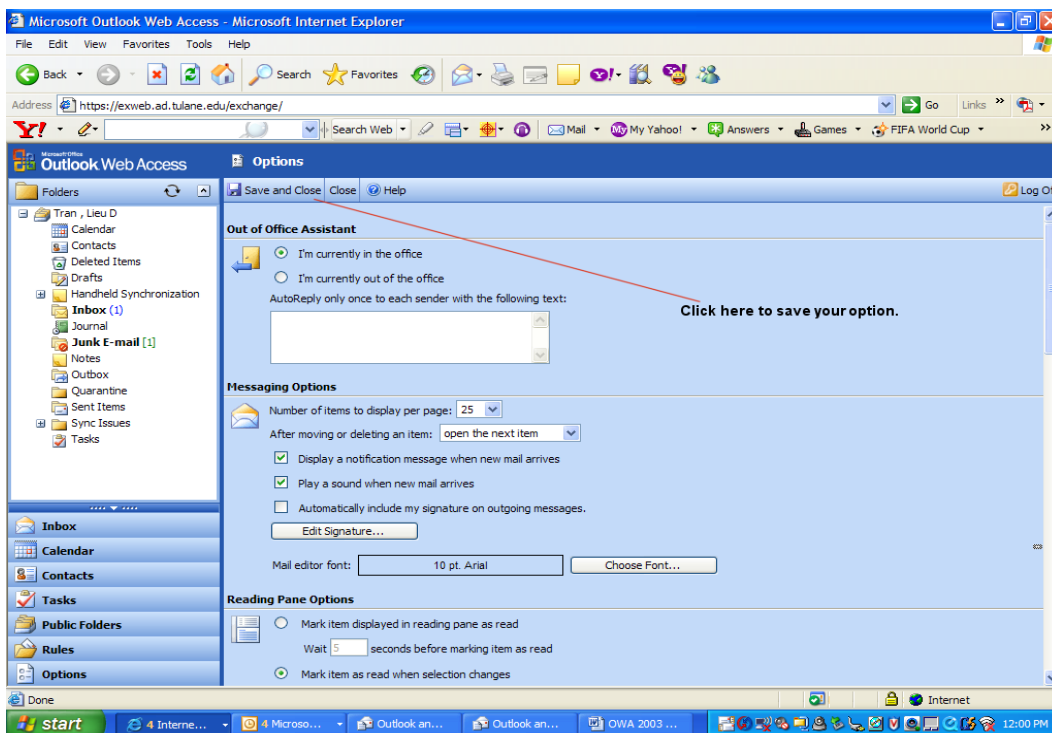 Microsoft Outlook Web Access - Microsoft Internet Explorer
File Edit View Favorites Tools Help
Back Search Favorites
Address https://exweb.ad.tulane.edu/exchange/ Go Links »
Y! Search Web Mail My Yahoo! Answers Games FIFA World Cup »
Microsoft Office
Outlook Web Access
Options
Folders
Save and Close Close Help Log Of
Tran , Lieu D
Calendar
Contacts
Deleted Items
Drafts
Handheld Synchronization
Inbox (1)
Journal
Junk E-mail [1]
Notes
Outbox
Quarantine
Sent Items
Sync Issues
Tasks
Inbox
Calendar
Contacts
Tasks
Public Folders
Rules
Options
Out of Office Assistant
I'm currently in the office
I'm currently out of the office
AutoReply only once to each sender with the following text:
Click here to save your option.
Messaging Options
Number of items to display per page: 25
After moving or deleting an item: open the next item
Display a notification message when new mail arrives
Play a sound when new mail arrives
Automatically include my signature on outgoing messages.
Edit Signature...
Mail editor font: 10 pt. Arial Choose Font...
Reading Pane Options
Mark item displayed in reading pane as read
Wait 5 seconds before marking item as read
Mark item as read when selection changes
Done Internet
start 4 Interne... 4 Microso... Outlook an... Outlook an... OWA 2003 ... 12:00 PM